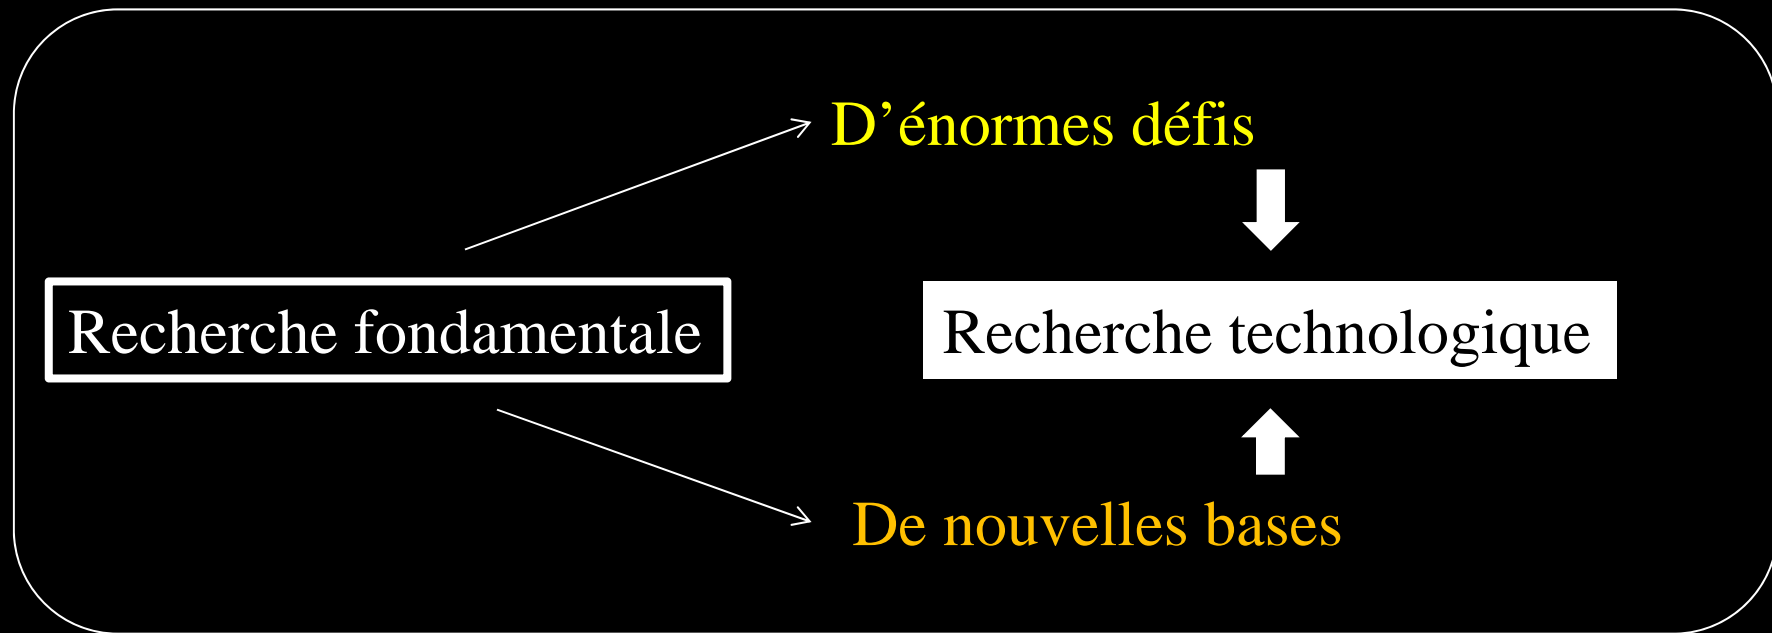 D’énormes défis
Recherche fondamentale
Recherche technologique
De nouvelles bases